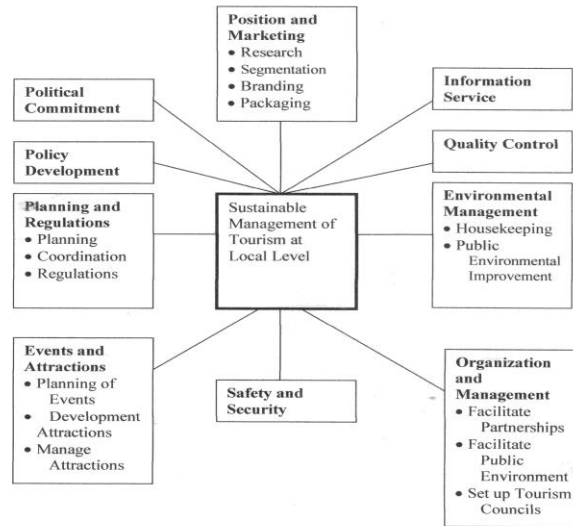 Position and
Marketing
• Research
• Segmentation
• Branding
• Packaging
Political
Commitment
Information
Service
Policy
Development
Quality Control
Planning and
Regulations
• Planning
• Coordination
• Regulations
Sustainable
Management of
Tourism at
Local Level
Environmental
Management
• Housekeeping
• Public
Environmental
Improvement
Events and
Attractions
• Planning of
Events
• Development
Attractions
• Manage
Attractions
Safety and
Security
Organization
and
Management
• Facilitate
Partnerships
• Facilitate
Public
Environment
• Set up Tourism
Councils